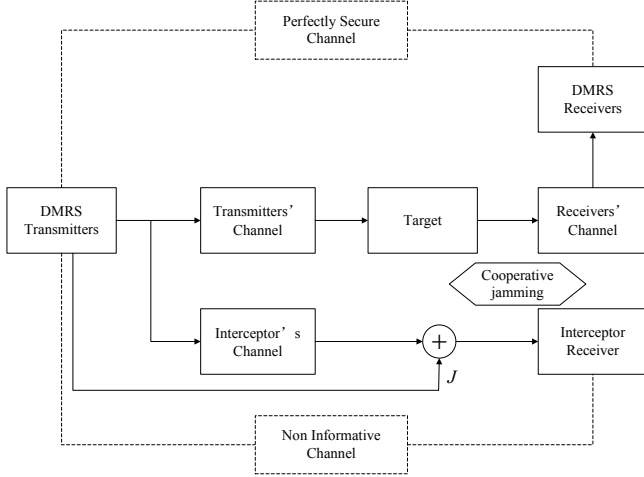 Perfectly Secure
Channel
DMRS
Receivers
DMRS
Transmitters
Transmitters’
Channel
Target
Receivers’
Channel
Cooperative
jamming
Interceptor’ s
Channel
+
Interceptor
Receiver
J
Non Informative
Channel